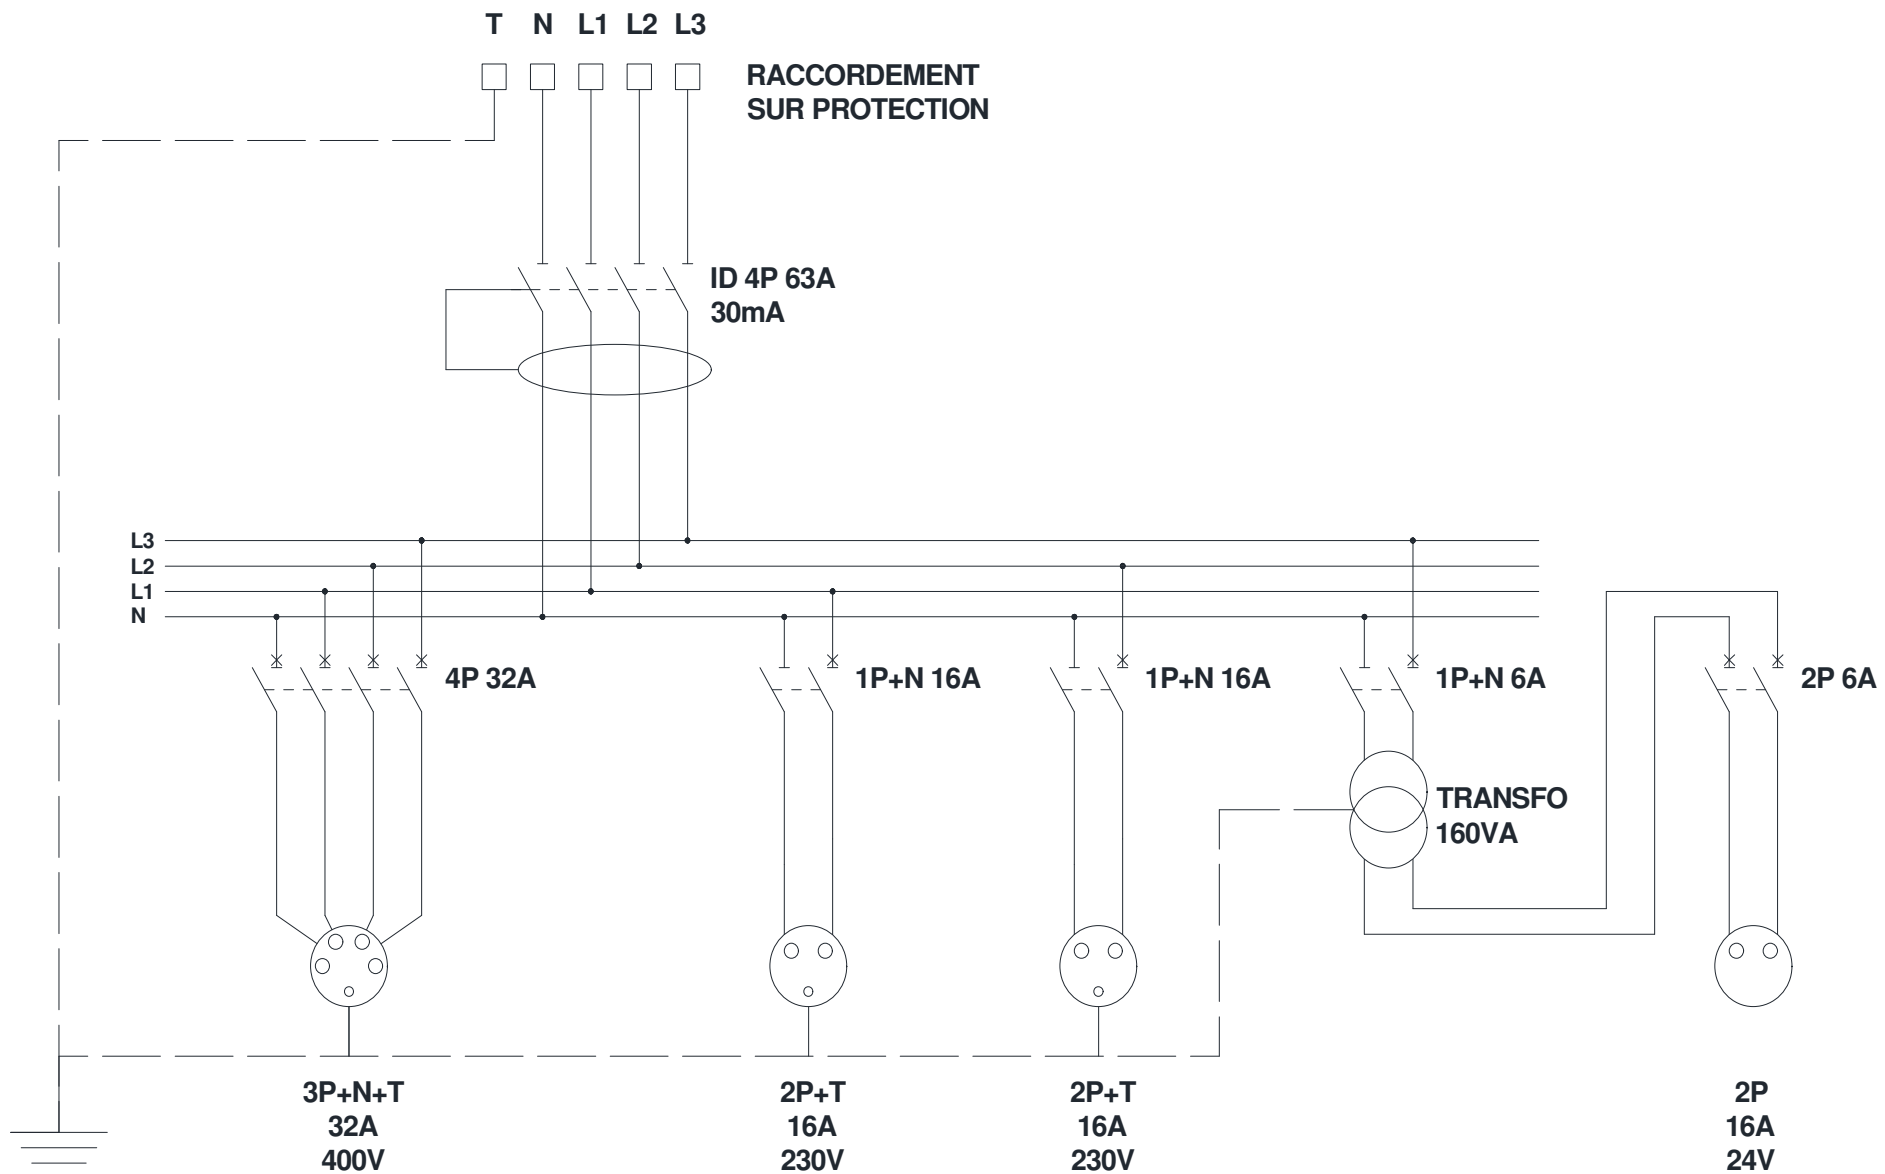 T N L1 L2 L3
RACCORDEMENT
SUR PROTECTION
ID 4P 63A
30mA
L3
L2
L1
N
4P 32A
1P+N 16A
1P+N 16A
1P+N 6A
2P 6A
TRANSFO
160VA
3P+N+T
32A
400V
2P+T
16A
230V
2P+T
16A
230V
2P
16A
24V